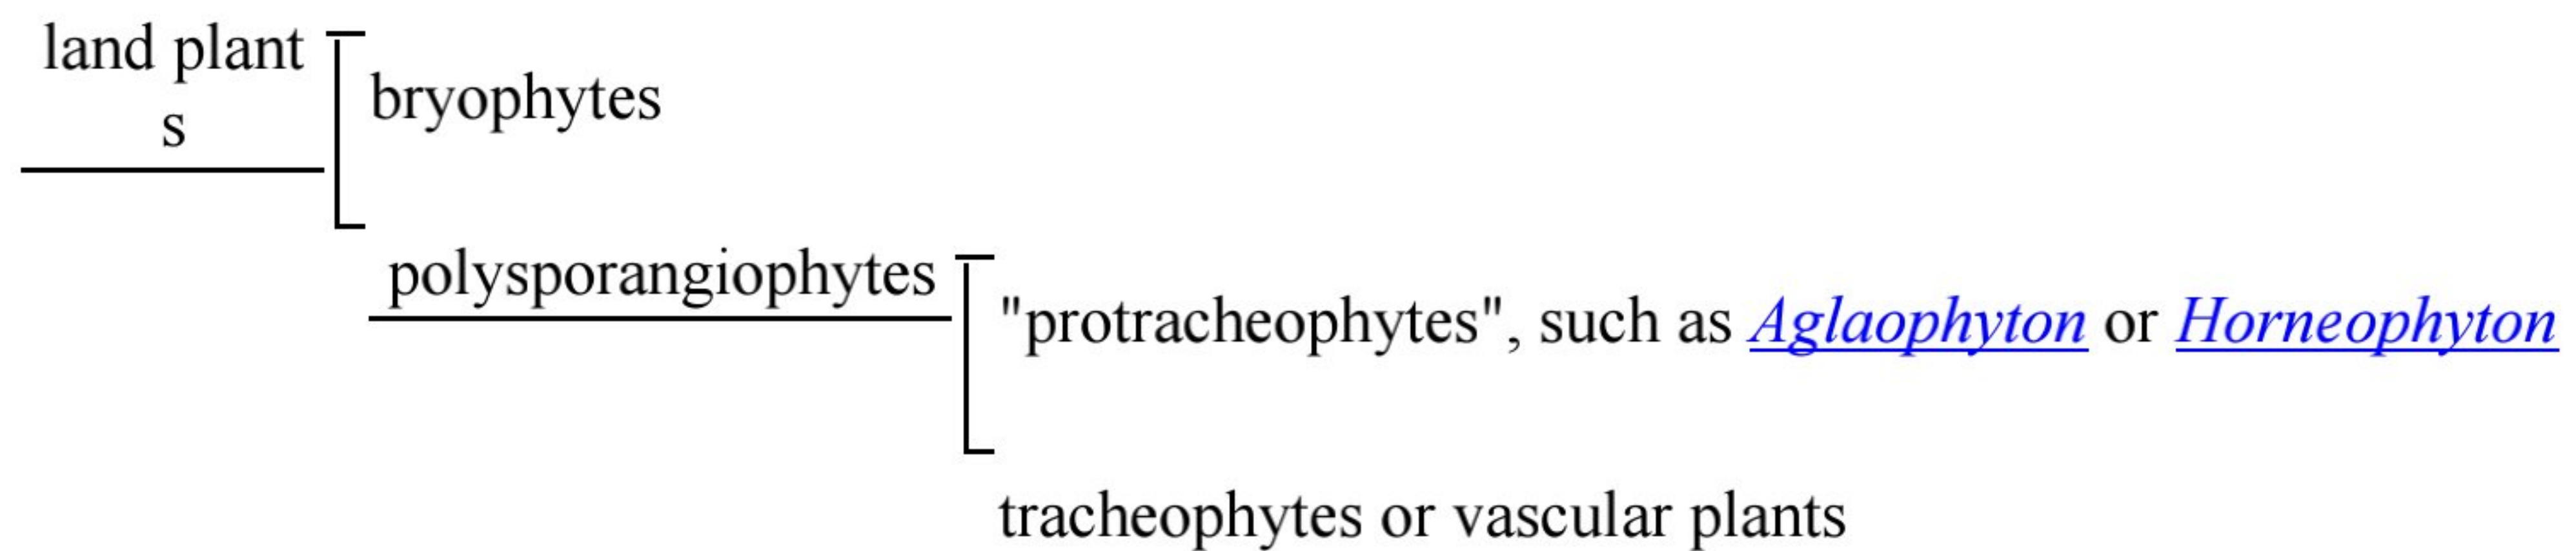 land plant
s
bryophytes
polysporangiophytes
"protracheophytes", such as Aglaophyton or Horneophyton
tracheophytes or vascular plants